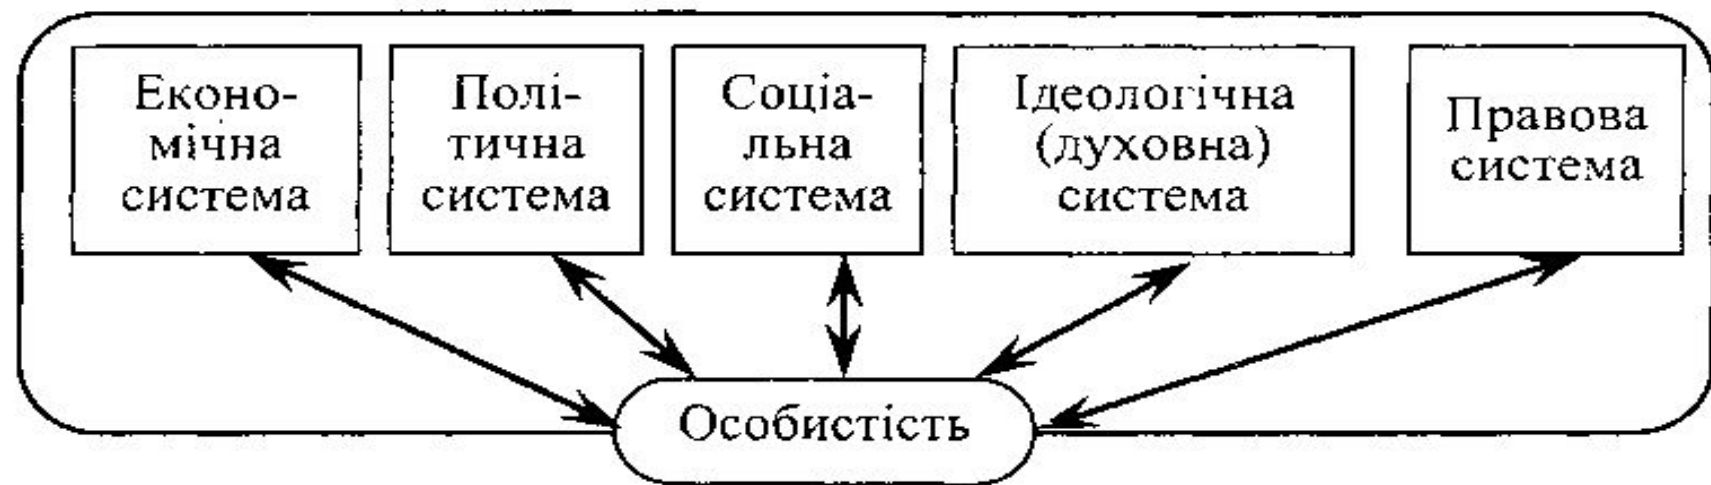 Еконо-
мічна
система
Полі-
тична
система
Соціа-
льна
система
Ідеологічна
(духовна)
система
Правова
система
Особистість